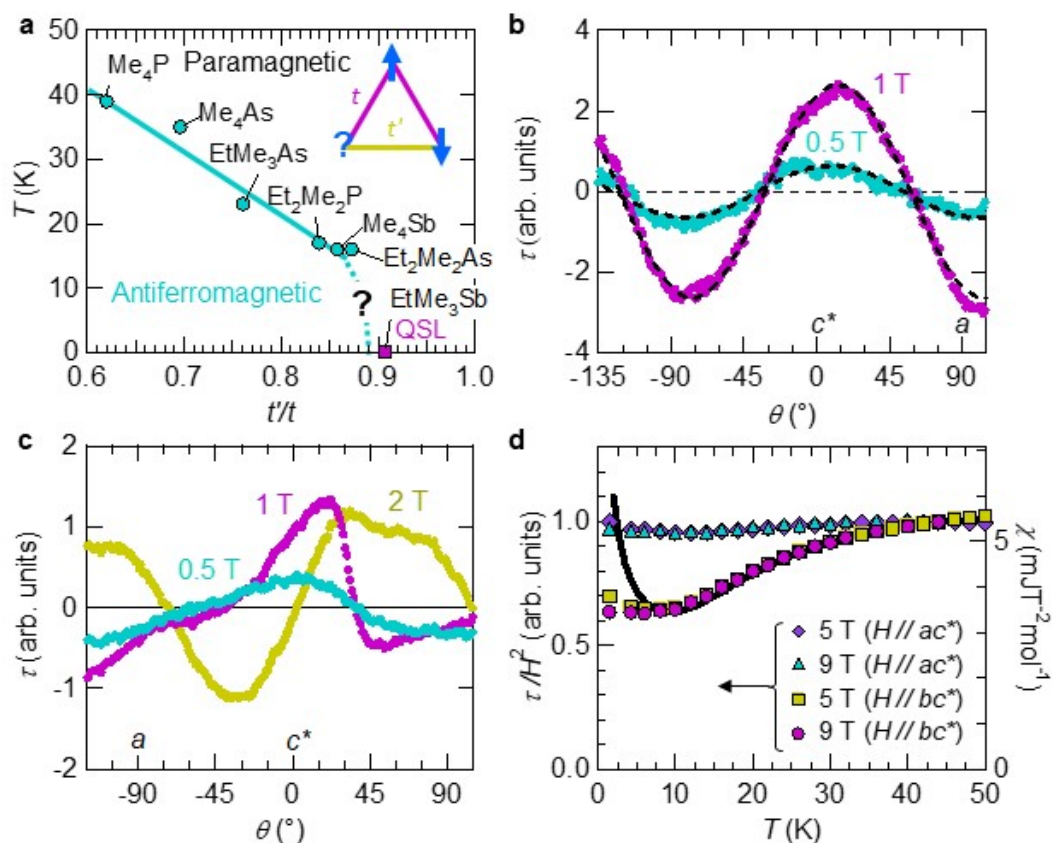 a
50
40
30
20
10
0
T (K)
Me₄P
Paramagnetic
Me₄As
EtMe₃As
Et₂Me₂P
Me₄Sb
Et₂Me₂As
Antiferromagnetic
?
EtMe₃Sb
QSL
t
t'
?
0.6 0.7 0.8 0.9 1.0
t'/t
b
4
2
0
-2
-4
τ (arb. units)
1 T
0.5 T
c* a
-135 -90 -45 0 45 90
θ (°)
c
2
1
0
-1
-2
τ (arb. units)
1 T
2 T
0.5 T
a c*
-90 -45 0 45 90
θ (°)
d
1.0
0.5
0.0
τ/H² (arb. units)
5
0
χ (mJT⁻²mol⁻¹)
5 T (H // ac*)
9 T (H // ac*)
5 T (H // bc*)
9 T (H // bc*)
0 10 20 30 40 50
T (K)